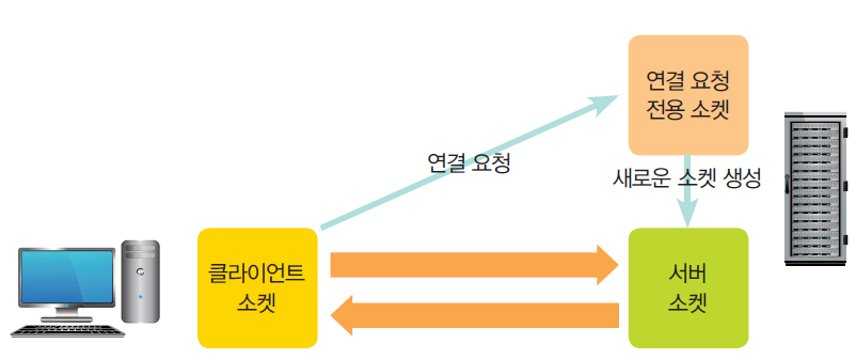 연결 요청
전용 소켓
연결 요청
새로운 소켓 생성
클라이언트
소켓
서버
소켓